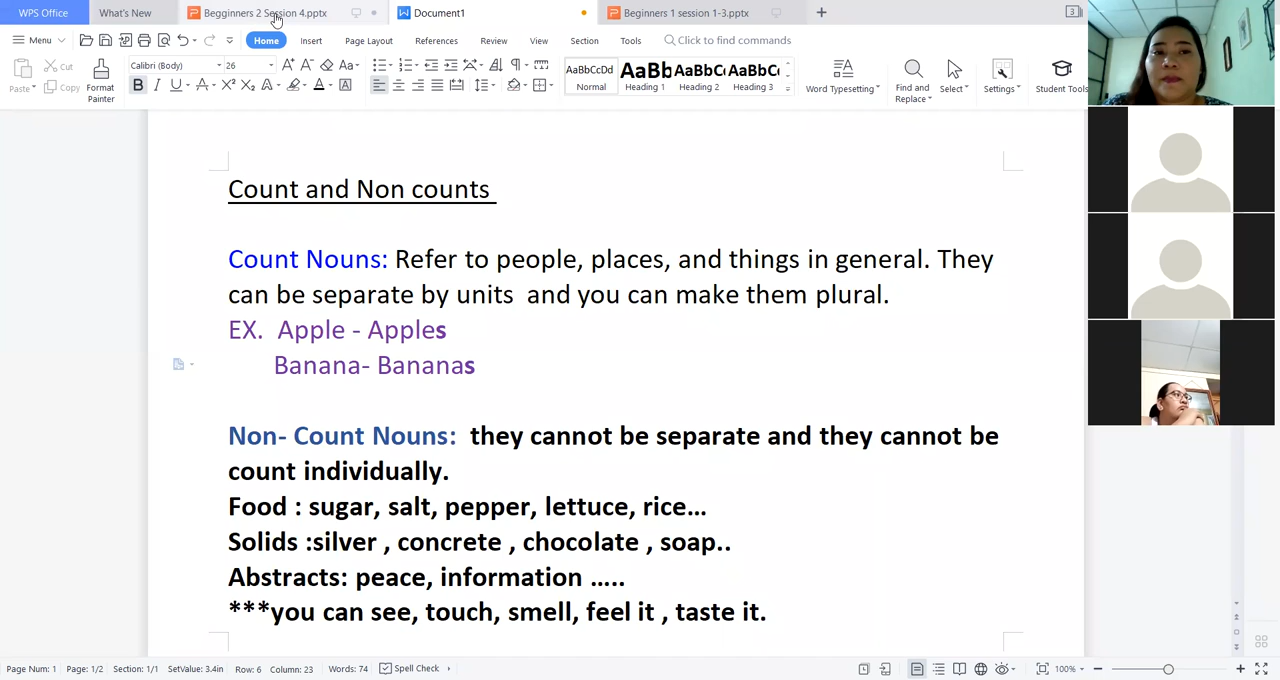 WPS Office What's New Begginners 2 Session 4.pptx Document1 Beginners 1 session 1-3.pptx + 3
Menu Home Insert Page Layout References Review View Section Tools Click to find commands
Paste Cut Copy Format Painter Calibri (Body) 26 AaBbCcDd Normal AaBb Heading 1 AaBbCc Heading 2 AaBbCc Heading 3 Word Typesetting Find and Replace Select Settings Student Tools
Count and Non counts
Count Nouns: Refer to people, places, and things in general. They
can be separate by units and you can make them plural.
EX. Apple - Apples
Banana- Bananas
Non- Count Nouns: they cannot be separate and they cannot be
count individually.
Food : sugar, salt, pepper, lettuce, rice...
Solids :silver , concrete , chocolate , soap..
Abstracts: peace, information .....
***you can see, touch, smell, feel it , taste it.
Page Num: 1 Page: 1/2 Section: 1/1 SetValue: 3.4in Row: 6 Column: 23 Words: 74 Spell Check 100%